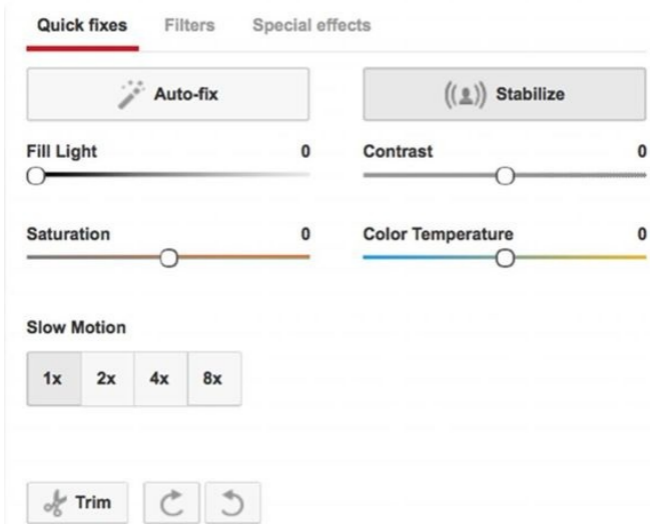 Quick fixes Filters Special effects
Auto-fix Stabilize
Fill Light 0 Contrast 0
Saturation 0 Color Temperature 0
Slow Motion
1x 2x 4x 8x
Trim